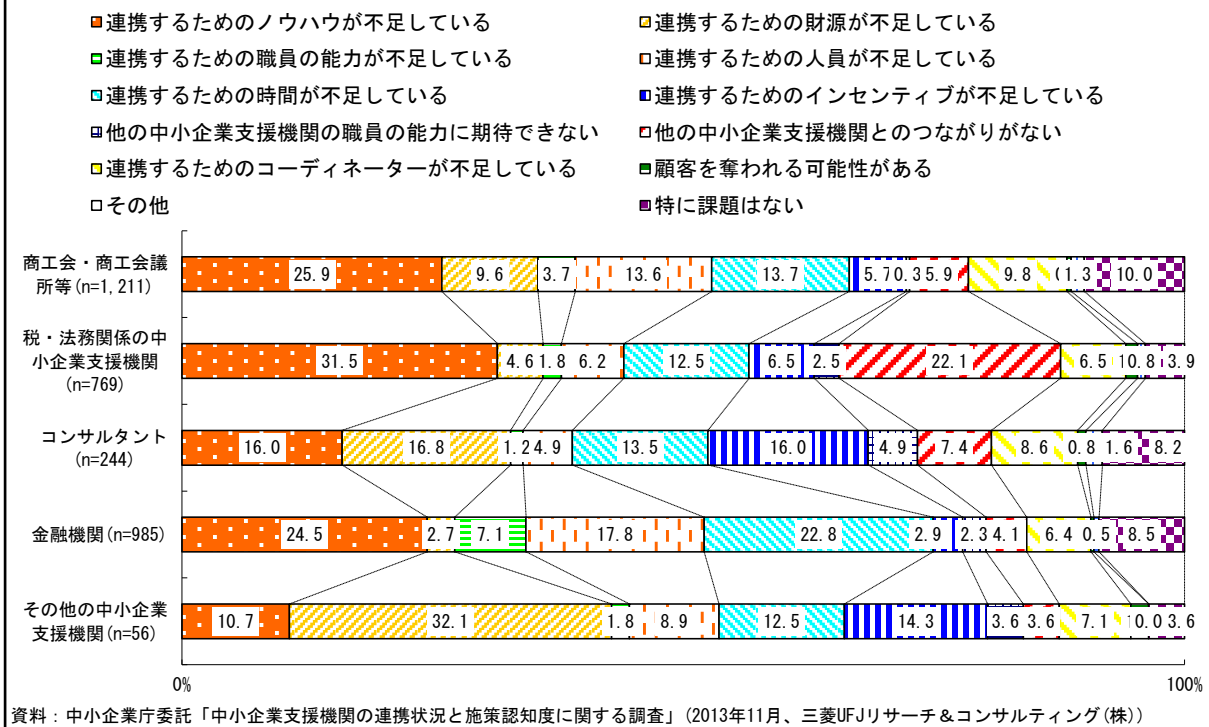 連携するためのノウハウが不足している
連携するための財源が不足している
連携するための職員の能力が不足している
連携するための人員が不足している
連携するための時間が不足している
連携するためのインセンティブが不足している
他の中小企業支援機関の職員の能力に期待できない
他の中小企業支援機関とのつながりがない
連携するためのコーディネーターが不足している
顧客を奪われる可能性がある
その他
特に課題はない
商工会・商工会議
所等(n=1,211)
25.9 9.6 3.7 13.6 13.7 5.7 0.3 5.9 9.8 1.3 10.0
税・法務関係の中
小企業支援機関
(n=769)
31.5 4.6 1.8 6.2 12.5 6.5 2.5 22.1 6.5 0.8 3.9
コンサルタント
(n=244)
16.0 16.8 1.2 4.9 13.5 16.0 4.9 7.4 8.6 0.8 1.6 8.2
金融機関(n=985)
24.5 2.7 7.1 17.8 22.8 2.9 2.3 4.1 6.4 0.5 8.5
その他の中小企業
支援機関(n=56)
10.7 32.1 1.8 8.9 12.5 14.3 3.6 3.6 7.1 0.0 3.6
0% 100%
資料：中小企業庁委託「中小企業支援機関の連携状況と施策認知度に関する調査」(2013年11月、三菱UFJリサーチ＆コンサルティング(株))